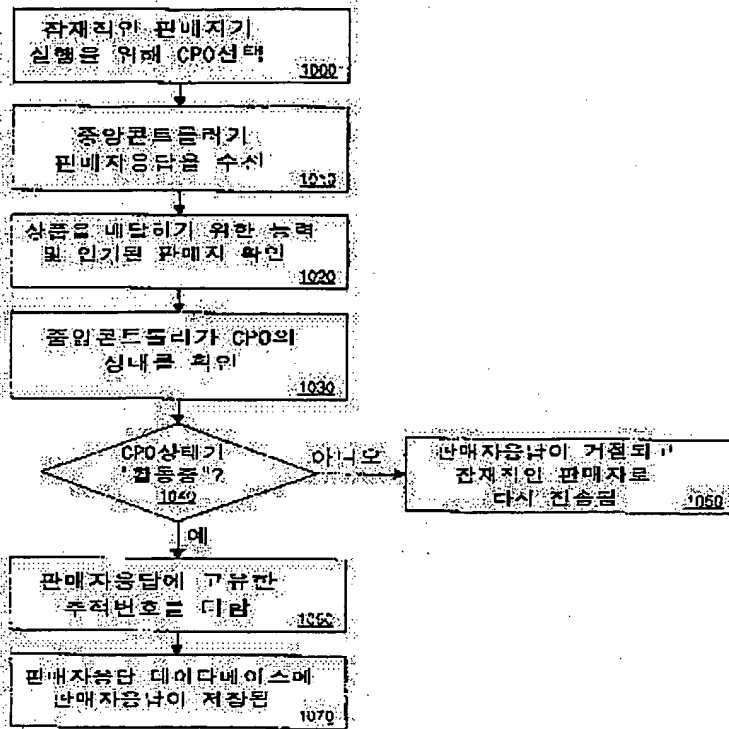 잠재적인 판매자가
실행을 위해 CPO선택
1000
중앙콘트롤러가
판매자응답을 수신
1010
상품을 배달하기 위한 능력
및 인가된 판매자 확인
1020
중앙콘트롤러가 CPO의
상태를 확인
1030
CPO상태가
"활동중"?
1040
아니오
판매자응답이 거절되고
잠재적인 판매자로
다시 전송됨
1050
예
판매자응답에 고유한
추적번호를 더함
1060
판매자응답 데이타베이스에
판매자응답이 저장됨
1070